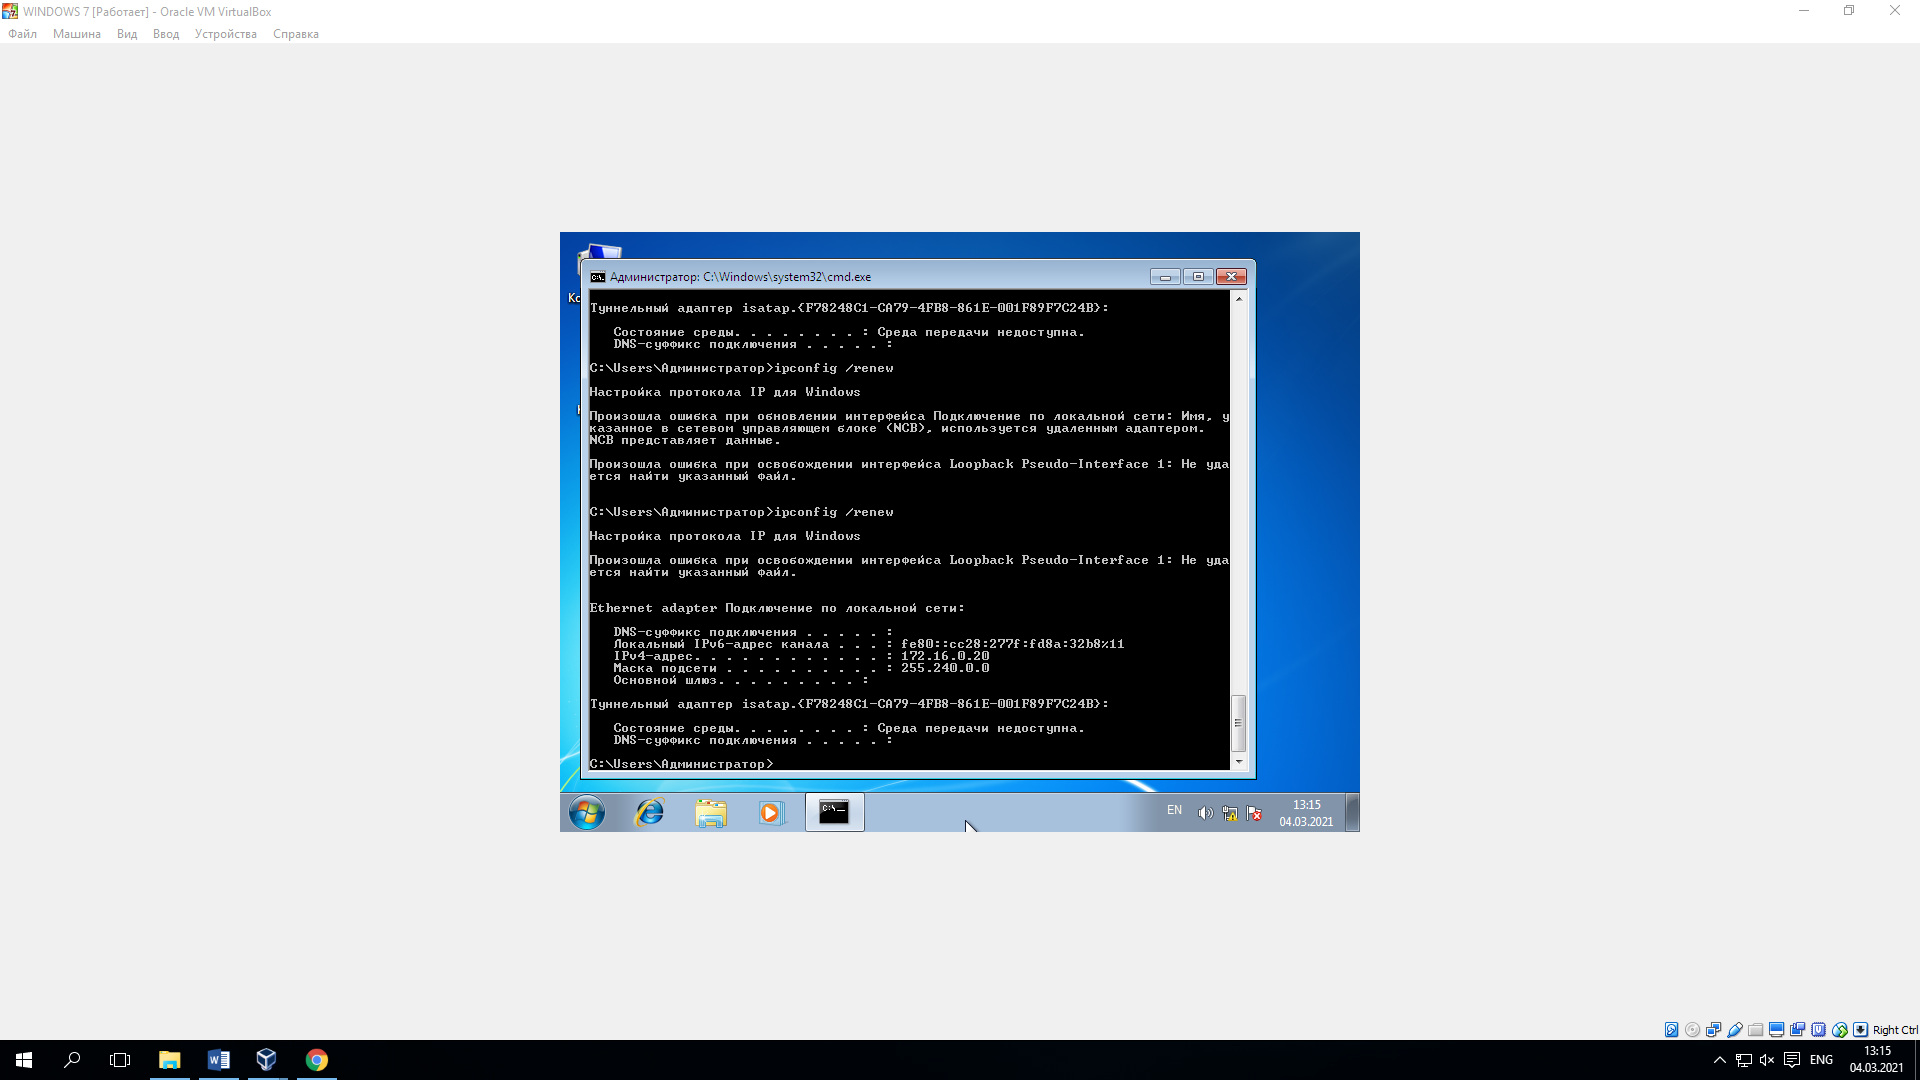 WINDOWS 7 [Работает] - Oracle VM VirtualBox
Файл Машина Вид Ввод Устройства Справка
Администратор: C:\Windows\system32\cmd.exe
Туннельный адаптер isatap.{F78248C1-CA79-4FB8-861E-001F89F7C24B}:
Состояние среды. . . . . . . . : Среда передачи недоступна.
DNS-суффикс подключения . . . . . :
C:\Users\Администратор>ipconfig /renew
Настройка протокола IP для Windows
Произошла ошибка при обновлении интерфейса Подключение по локальной сети: Имя, у
казанное в сетевом управляющем блоке (NCB), используется удаленным адаптером.
NCB представляет данные.
Произошла ошибка при освобождении интерфейса Loopback Pseudo-Interface 1: Не уда
ется найти указанный файл.
C:\Users\Администратор>ipconfig /renew
Настройка протокола IP для Windows
Произошла ошибка при освобождении интерфейса Loopback Pseudo-Interface 1: Не уда
ется найти указанный файл.
Ethernet adapter Подключение по локальной сети:
DNS-суффикс подключения . . . . . :
Локальный IPv6-адрес канала . . . : fe80::cc28:277f:fd8a:32b8%11
IPv4-адрес. . . . . . . . . . . . : 172.16.0.20
Маска подсети . . . . . . . . . . : 255.240.0.0
Основной шлюз. . . . . . . . . :
Туннельный адаптер isatap.{F78248C1-CA79-4FB8-861E-001F89F7C24B}:
Состояние среды. . . . . . . . : Среда передачи недоступна.
DNS-суффикс подключения . . . . . :
C:\Users\Администратор>
EN
13:15
04.03.2021
Right Ctrl
ENG
13:15
04.03.2021